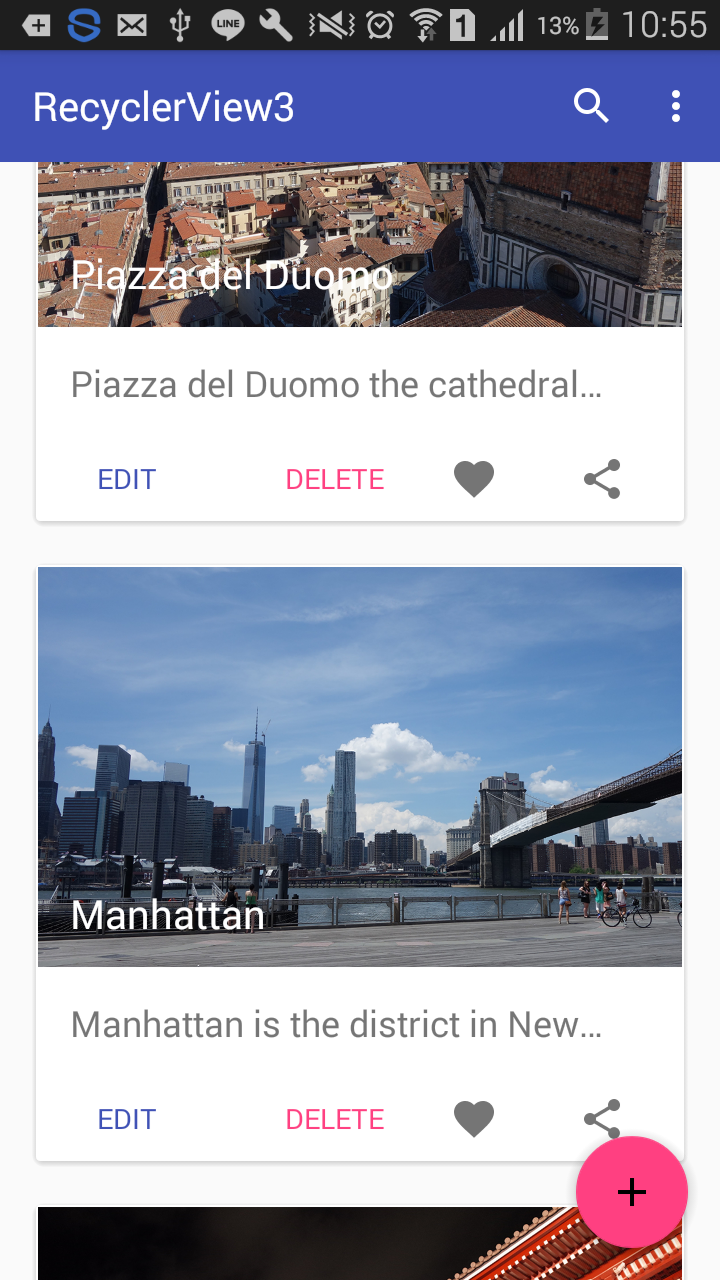 LINE 1 13% 10:55
RecyclerView3
Piazza del Duomo
Piazza del Duomo the cathedral...
EDIT DELETE
Manhattan
Manhattan is the district in New...
EDIT DELETE
+